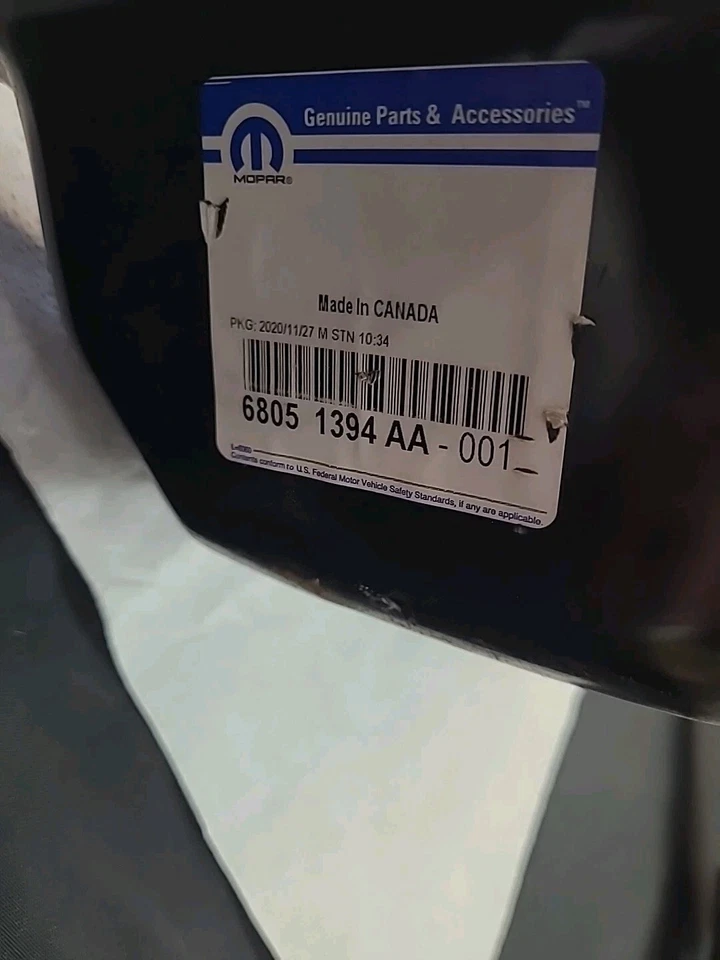 Genuine Parts & Accessories™
MOPAR®
Made In CANADA
PKG: 2020/11/27 M STN 10:34
6805 1394 AA - 001
Contents conform to U.S. Federal Motor Vehicle Safety Standards, if any are applicable.